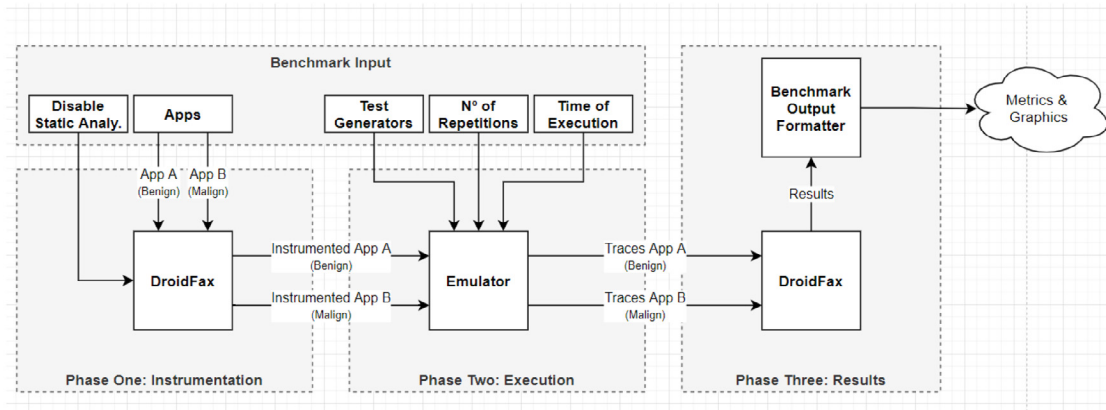 Benchmark Input
Disable
Static Analy.
Apps
Test
Generators
Nº of
Repetitions
Time of
Execution
Benchmark
Output
Formatter
Metrics &
Graphics
App A
(Benign)
App B
(Malign)
Results
DroidFax
Instrumented App A
(Benign)
Instrumented App B
(Malign)
Emulator
Traces App A
(Benign)
Traces App B
(Malign)
DroidFax
Phase One: Instrumentation
Phase Two: Execution
Phase Three: Results